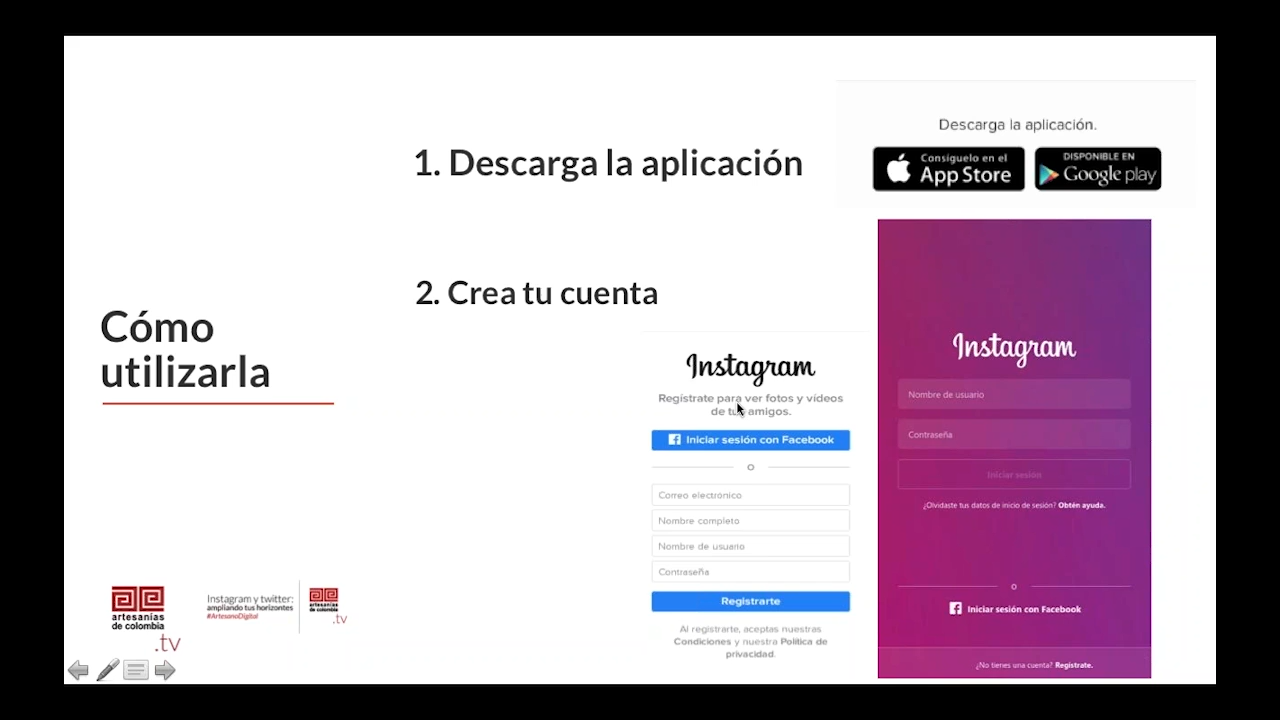 Cómo
utilizarla
1. Descarga la aplicación
2. Crea tu cuenta
Descarga la aplicación.
Consíguelo en el
App Store
DISPONIBLE EN
Google play
Instagram
Regístrate para ver fotos y vídeos
de tus amigos.
Iniciar sesión con Facebook
O
Correo electrónico
Nombre completo
Nombre de usuario
Contraseña
Registrarte
Al registrarte, aceptas nuestras
Condiciones y nuestra Política de
privacidad.
Instagram
Nombre de usuario
Contraseña
Iniciar sesión
¿Olvidaste tus datos de inicio de sesión? Obtén ayuda.
O
Iniciar sesión con Facebook
¿No tienes una cuenta? Regístrate.
artesanías
de colombia
.tv
Instagram y twitter:
ampliando tus horizontes
#ArtesanoDigital
artesanías
de colombia
.tv